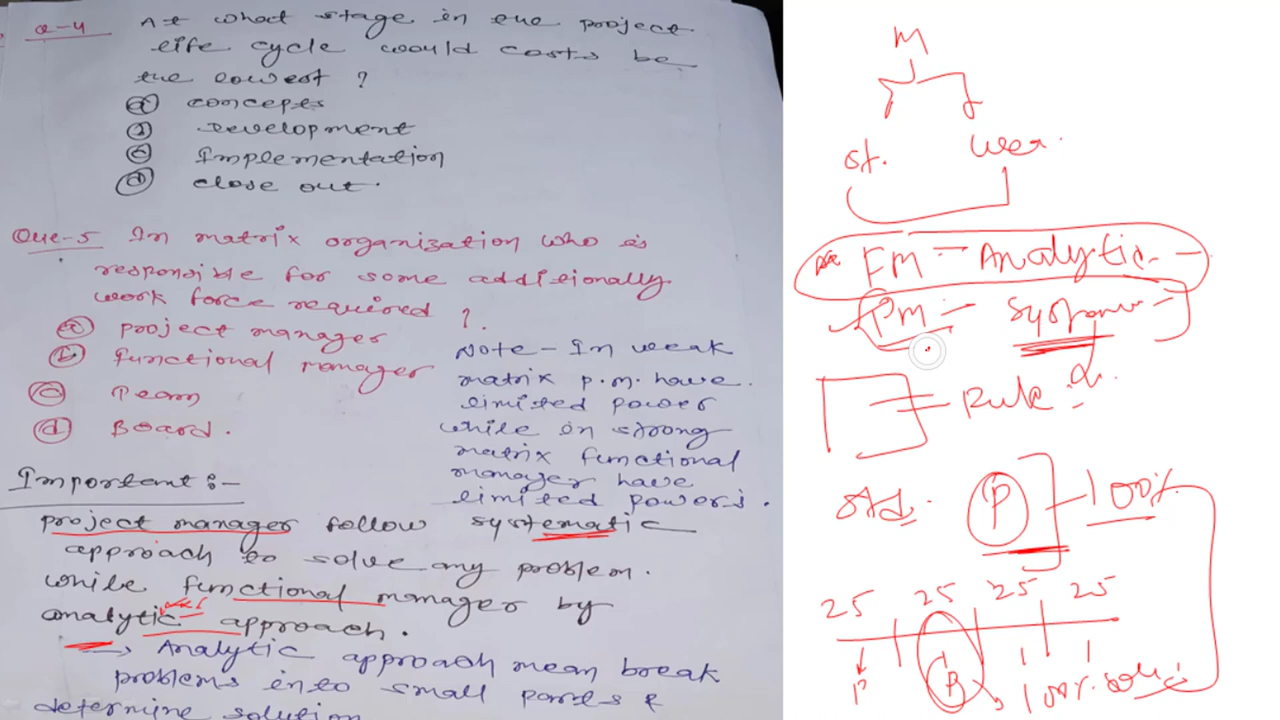 Q-4 At what stage in the project
life cycle would costs be
the lowest ?
(a) concepts
(b) Development
(c) Implementation
(d) close out.
Que-5 In matrix organization who is
responsible for some additionally
work force required ?
(a) project manager
(b) functional manager
(c) Team
(d) Board.
Note - In weak
matrix p.m. have
limited power
while in strong
matrix functional
manager have
limited powers.
Important :-
project manager follow systematic
approach to solve any problem.
while functional manager by
analytic approach.
→ Analytic approach mean break
problems into small parts &
determine solution
M
st.
FM - Analytic -
PM =
Rule
std. P 100%
25 25 25 25
P P 100%